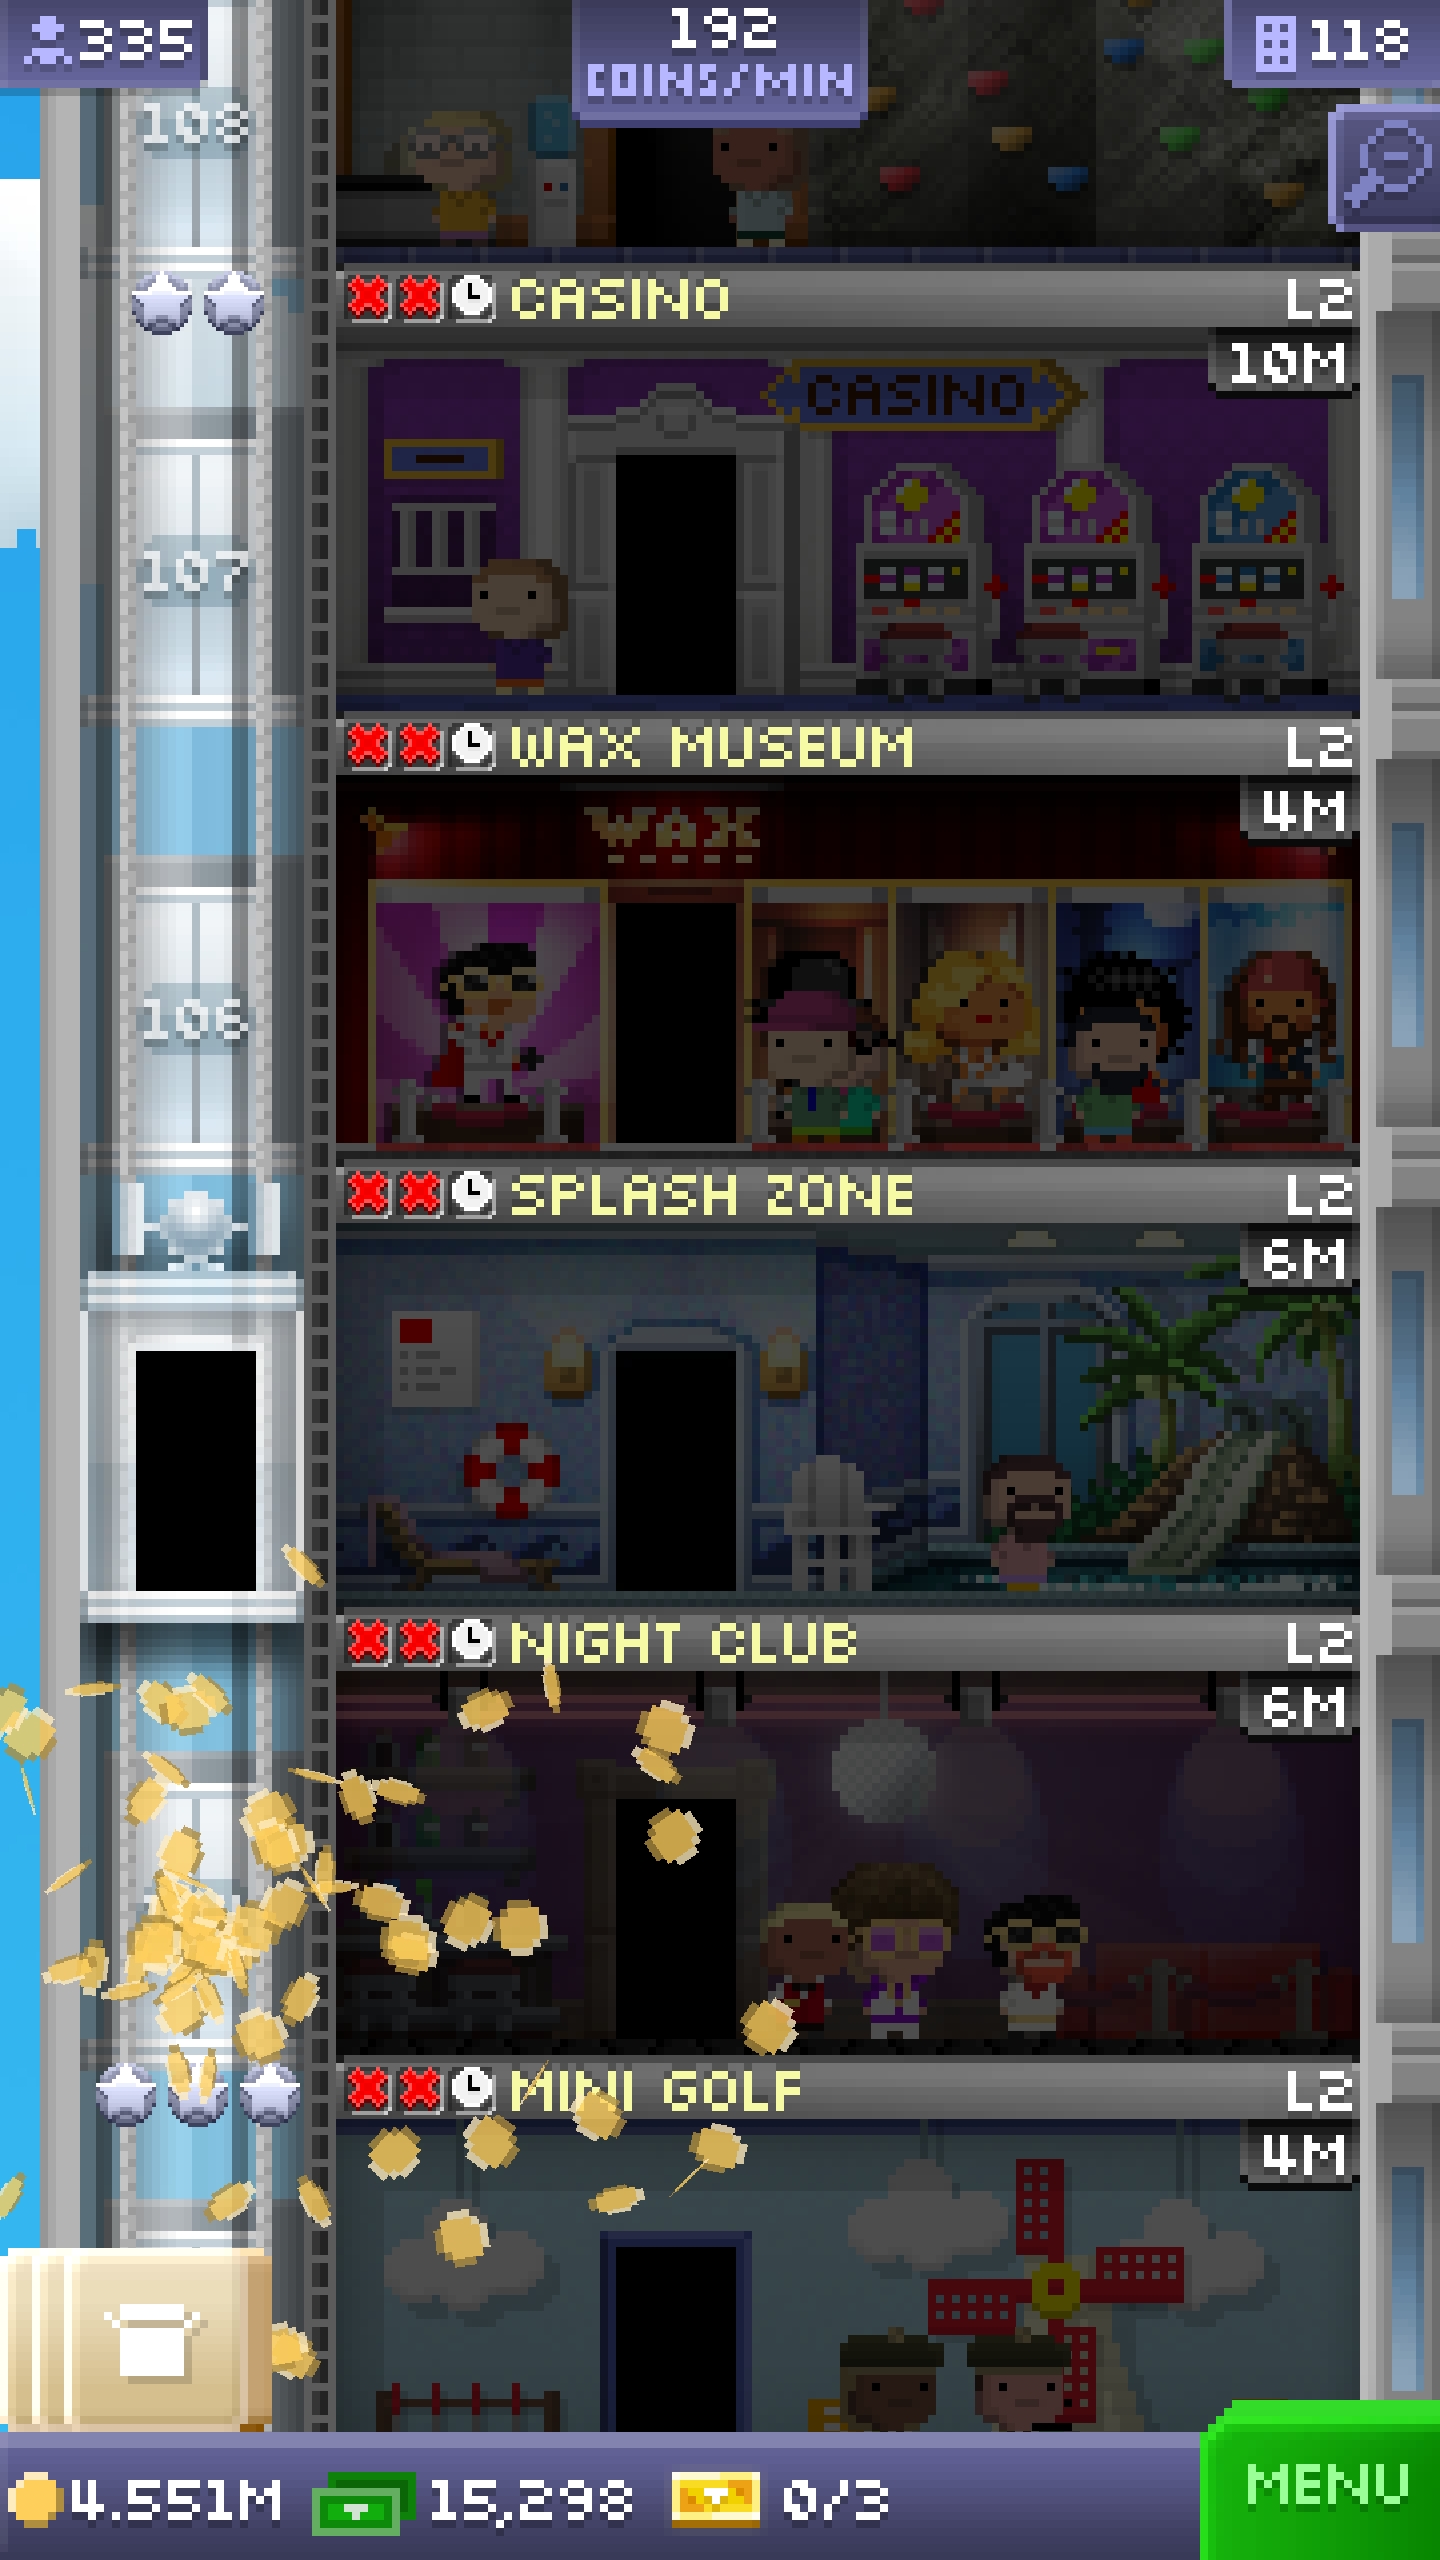 335
192
COINS/MIN
118
108
CASINO L2
10M
CASINO
107
WAX MUSEUM L2
4M
WAX
106
SPLASH ZONE L2
6M
NIGHT CLUB L2
6M
MINI GOLF L2
4M
4.551M 15,298 0/3
MENU